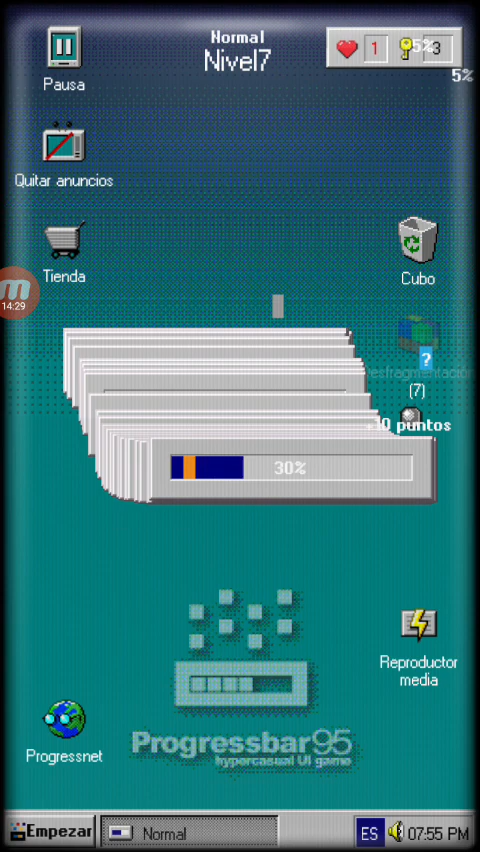 Normal
Nivel7
1
5%
3
5%
Pausa
Quitar anuncios
Tienda
Cubo
14:29
?
(7)
+10 puntos
30%
Reproductor
media
Progressbar95
hypercasual UI game
Progressnet
Empezar
Normal
ES
07:55 PM